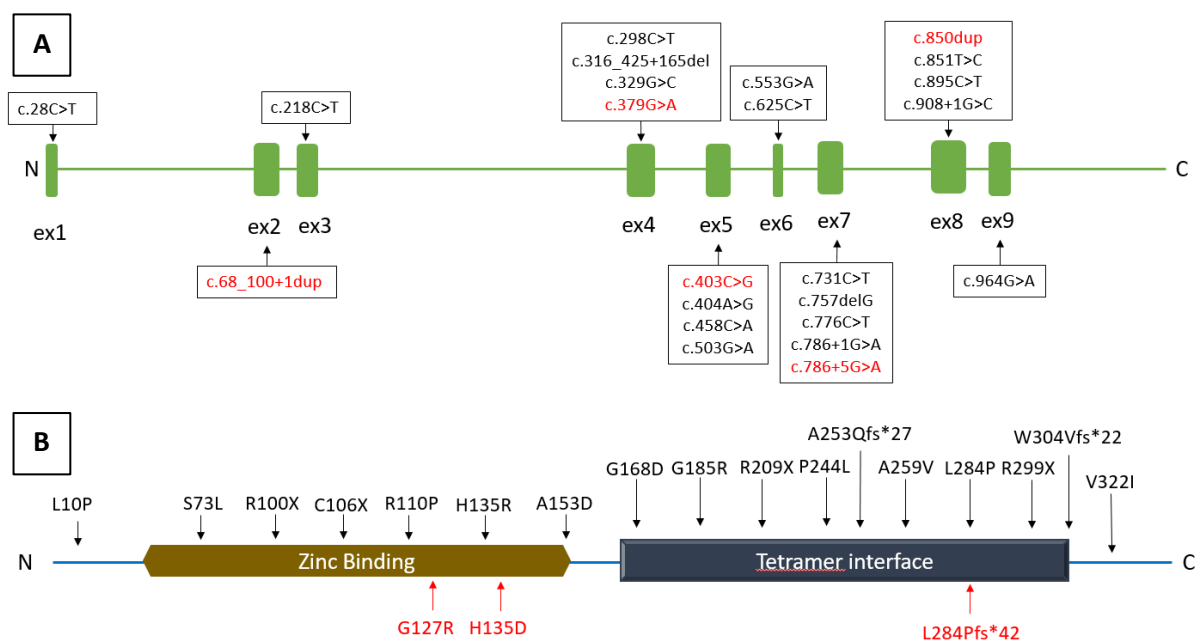 A
c.28C>T
c.218C>T
c.298C>T
c.316_425+165del
c.329G>C
c.379G>A
c.553G>A
c.625C>T
c.850dup
c.851T>C
c.895C>T
c.908+1G>C
N
C
ex1
ex2
ex3
ex4
ex5
ex6
ex7
ex8
ex9
c.68_100+1dup
c.403C>G
c.404A>G
c.458C>A
c.503G>A
c.731C>T
c.757delG
c.776C>T
c.786+1G>A
c.786+5G>A
c.964G>A
B
L10P
S73L
R100X
C106X
R110P
H135R
A153D
G168D
G185R
R209X
P244L
A253Qfs*27
A259V
L284P
R299X
W304Vfs*22
V322I
N
Zinc Binding
Tetramer interface
C
G127R
H135D
L284Pfs*42